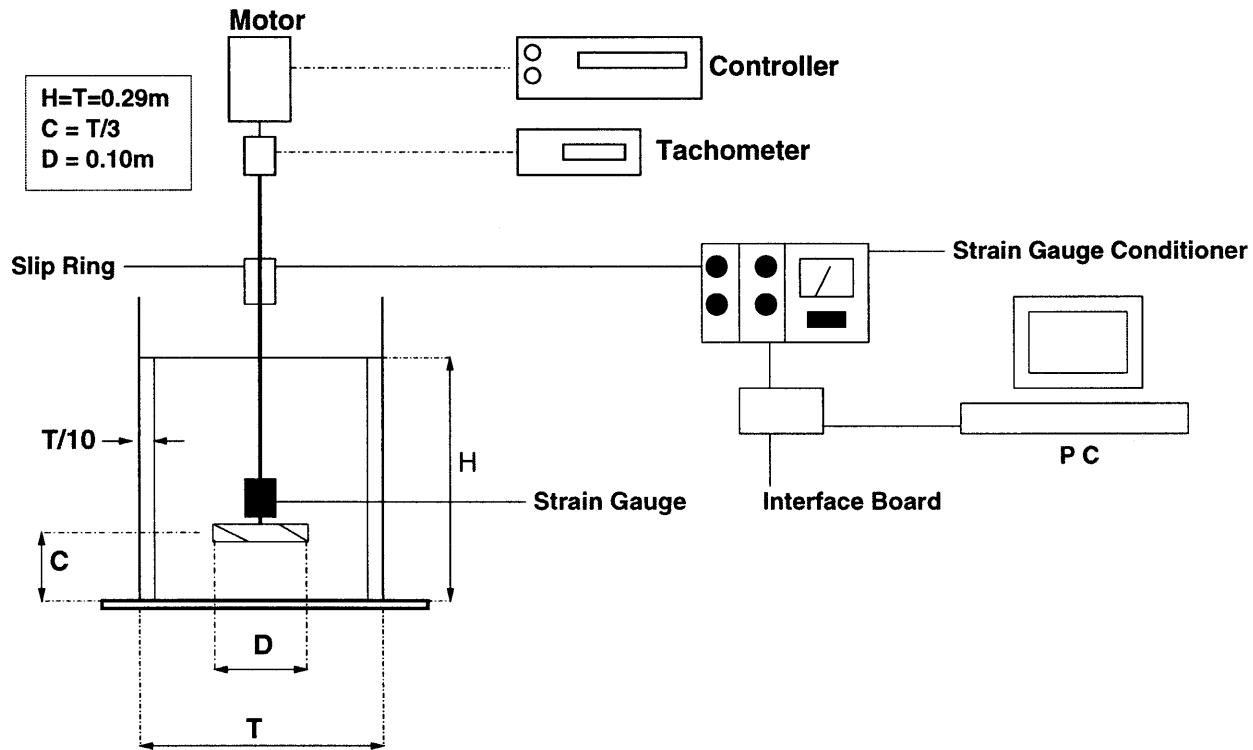 Motor
Controller
H=T=0.29m
C = T/3
D = 0.10m
Tachometer
Slip Ring
Strain Gauge Conditioner
T/10
H
P C
Strain Gauge
Interface Board
C
D
T